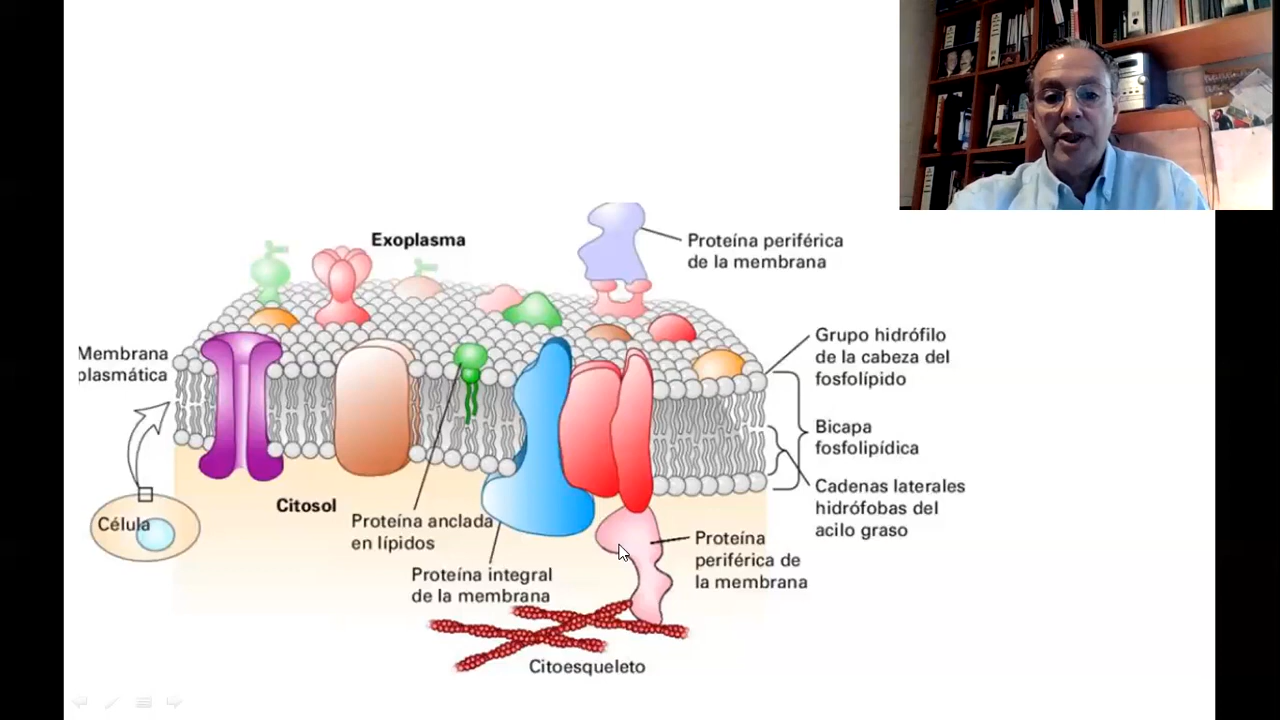 Exoplasma
Proteína periférica
de la membrana
Membrana
plasmática
Grupo hidrófilo
de la cabeza del
fosfolípido
Bicapa
fosfolipídica
Cadenas laterales
hidrófobas del
acilo graso
Citosol
Célula
Proteína anclada
en lípidos
Proteína
periférica de
la membrana
Proteína integral
de la membrana
Citoesqueleto